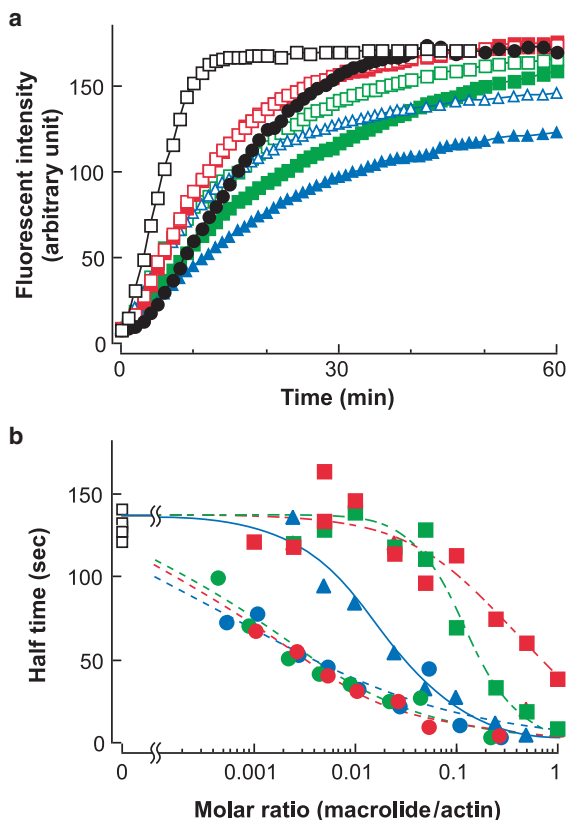 a
Fluorescent intensity
(arbitrary unit)
150
100
50
0
0
30
60
Time (min)
b
Half time (sec)
150
100
50
0
0
0.001
0.01
0.1
1
Molar ratio (macrolide/actin)